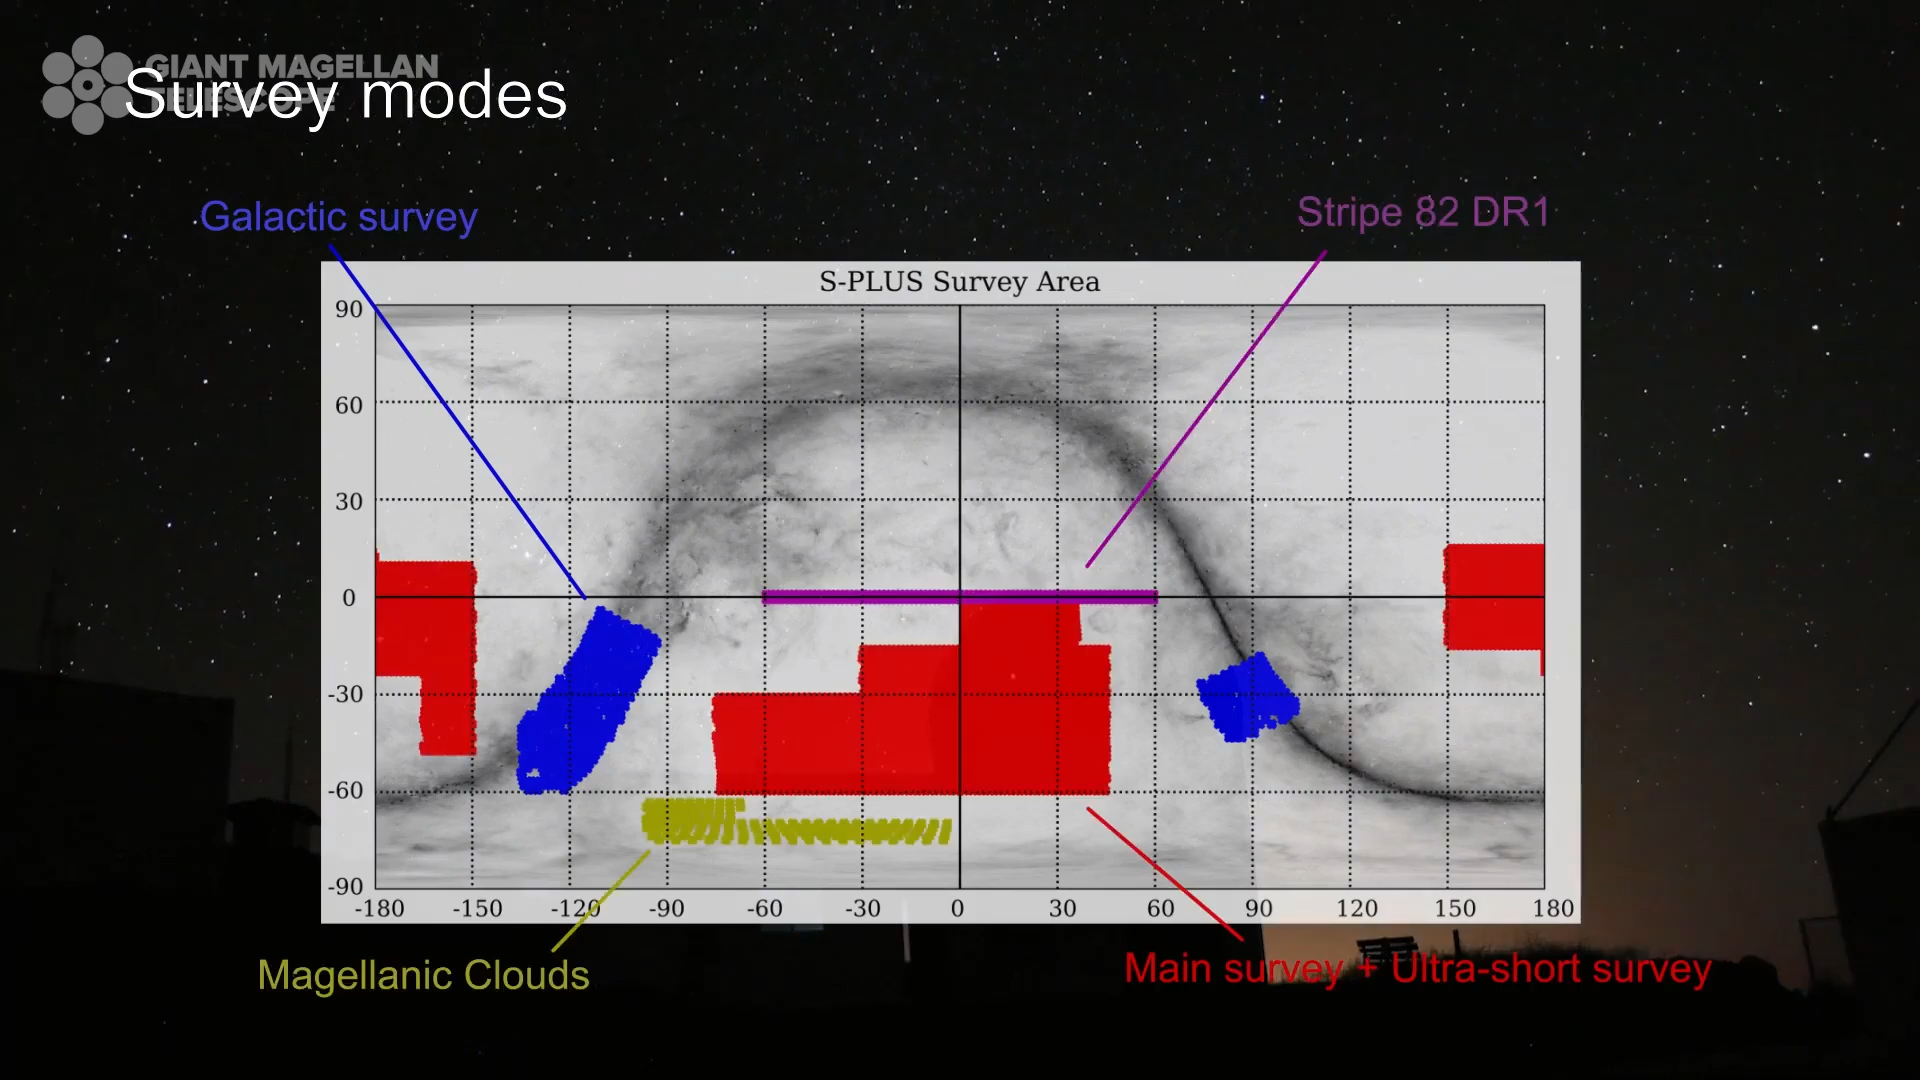 GIANT MAGELLAN
TELESCOPE
Survey modes
Galactic survey
Stripe 82 DR1
S-PLUS Survey Area
90
60
30
0
-30
-60
-90
-180 -150 -120 -90 -60 -30 0 30 60 90 120 150 180
Magellanic Clouds
Main survey + Ultra-short survey